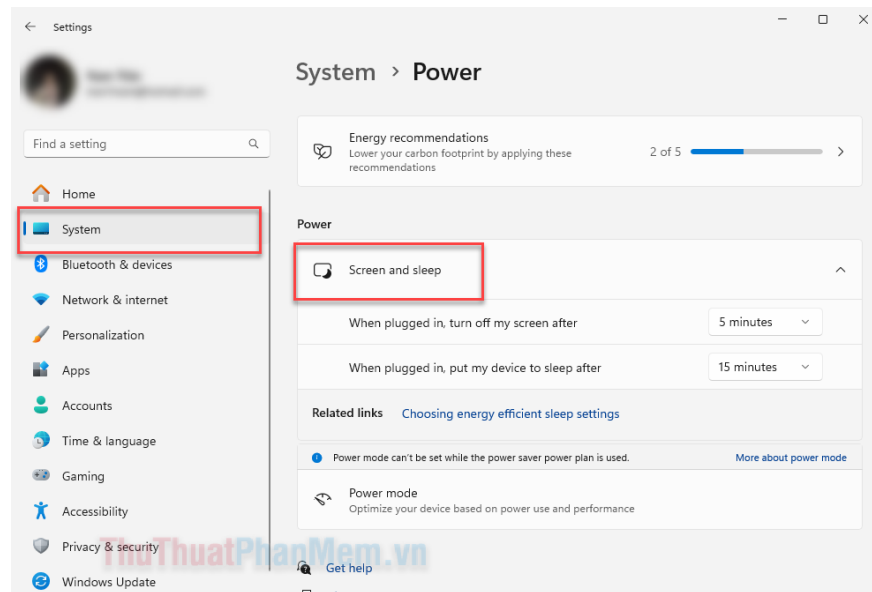 Settings
System > Power
Find a setting
Energy recommendations
Lower your carbon footprint by applying these
recommendations
2 of 5
Home
System
Bluetooth & devices
Network & internet
Personalization
Apps
Accounts
Time & language
Gaming
Accessibility
Privacy & security
Windows Update
Power
Screen and sleep
When plugged in, turn off my screen after
5 minutes
When plugged in, put my device to sleep after
15 minutes
Related links Choosing energy efficient sleep settings
Power mode can't be set while the power saver power plan is used. More about power mode
Power mode
Optimize your device based on power use and performance
Get help
ThuThuatPhanMem.vn